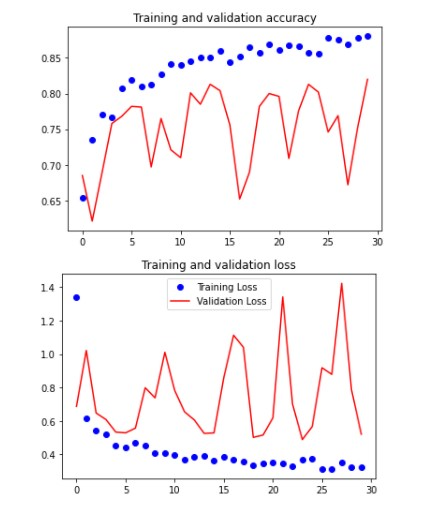 Training and validation accuracy
0.85
0.80
0.75
0.70
0.65
0 5 10 15 20 25 30
Training and validation loss
1.4
1.2
1.0
0.8
0.6
0.4
Training Loss
Validation Loss
0 5 10 15 20 25 30